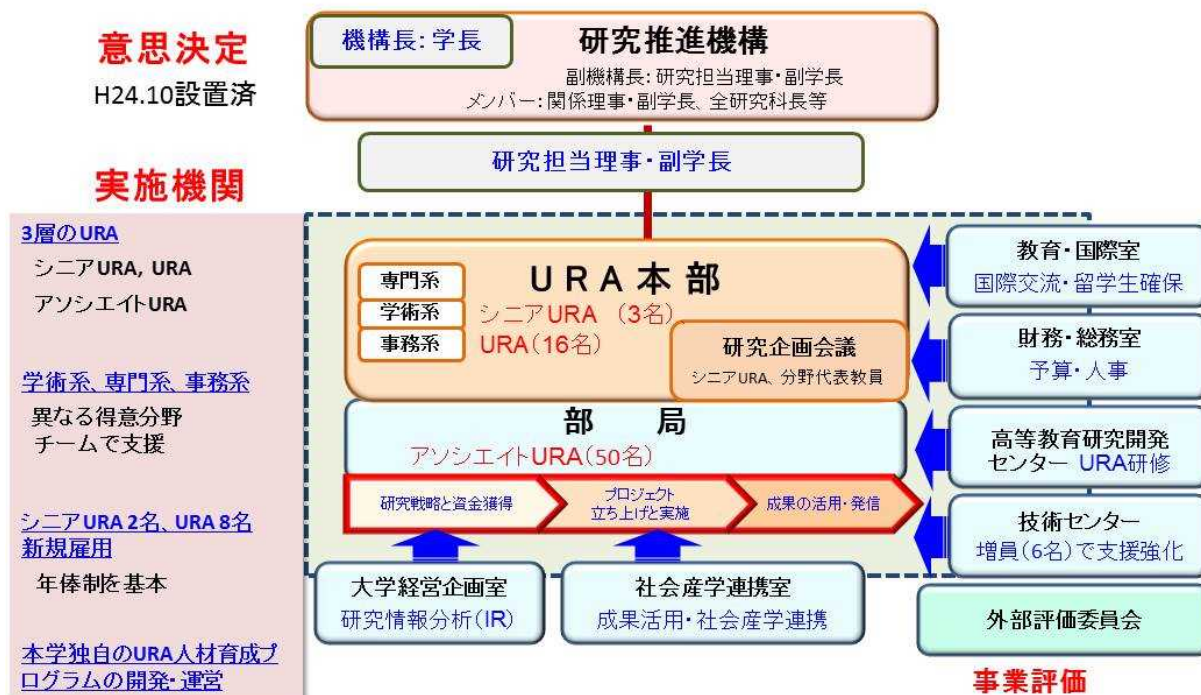 意思決定
H24.10設置済
機構長:学長
研究推進機構
副機構長:研究担当理事・副学長
メンバー:関係理事・副学長、全研究科長等
研究担当理事・副学長
実施機関
3層のURA
シニアURA, URA
アソシエイトURA
学術系、専門系、事務系
異なる得意分野
チームで支援
シニアURA 2名、URA 8名
新規雇用
年俸制を基本
本学独自のURA人材育成プ
ログラムの開発・運営
URA本部
専門系
学術系
事務系
シニアURA (3名)
URA(16名)
研究企画会議
シニアURA、分野代表教員
部 局
アソシエイトURA(50名)
研究戦略と資金獲得
プロジェクト
立ち上げと実施
成果の活用・発信
大学経営企画室
研究情報分析(IR)
社会産学連携室
成果活用・社会産学連携
教育・国際室
国際交流・留学生確保
財務・総務室
予算・人事
高等教育研究開発
センター URA研修
技術センター
増員(6名)で支援強化
外部評価委員会
事業評価